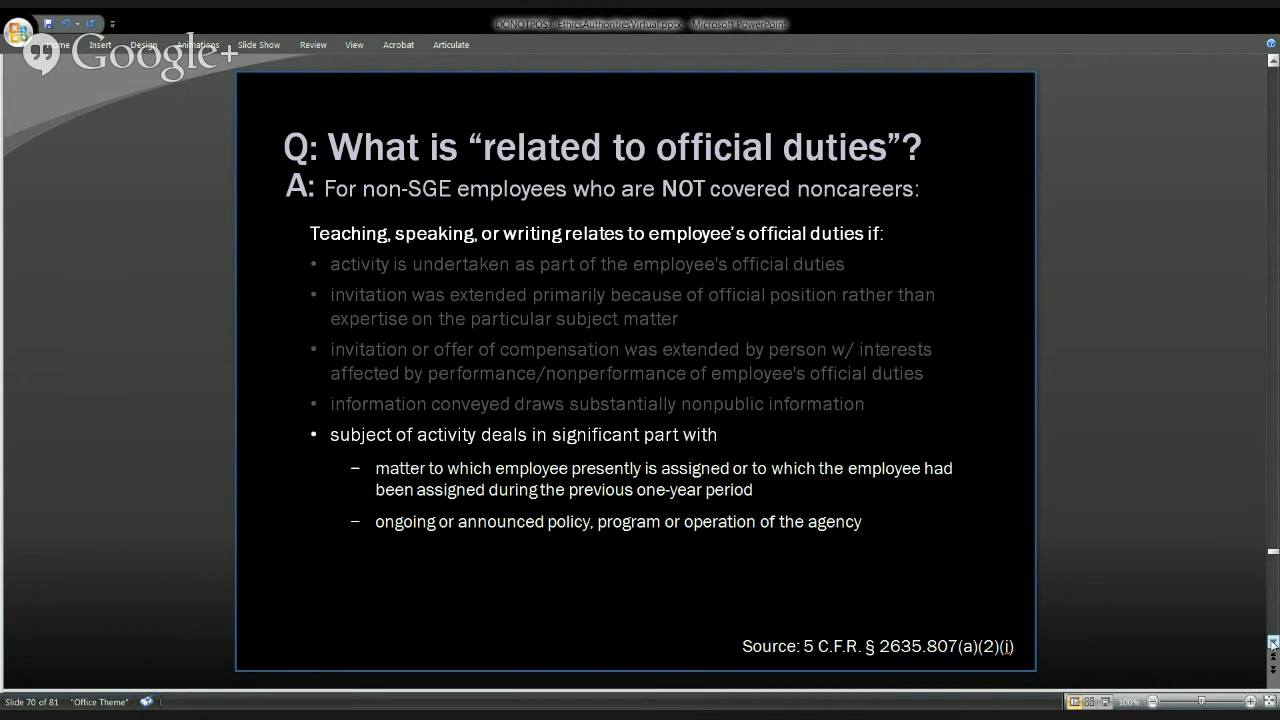 DONOTPOST_EthicsAuthoritiesVirtual.pptx - Microsoft PowerPoint
Home Insert Design Animations Slide Show Review View Acrobat Articulate
Google+
Q: What is “related to official duties”?
A: For non-SGE employees who are NOT covered noncareers:
Teaching, speaking, or writing relates to employee’s official duties if:
• activity is undertaken as part of the employee's official duties
• invitation was extended primarily because of official position rather than
expertise on the particular subject matter
• invitation or offer of compensation was extended by person w/ interests
affected by performance/nonperformance of employee's official duties
• information conveyed draws substantially nonpublic information
• subject of activity deals in significant part with
– matter to which employee presently is assigned or to which the employee had
been assigned during the previous one-year period
– ongoing or announced policy, program or operation of the agency
Source: 5 C.F.R. § 2635.807(a)(2)(i)
Slide 70 of 81 "Office Theme" 100%